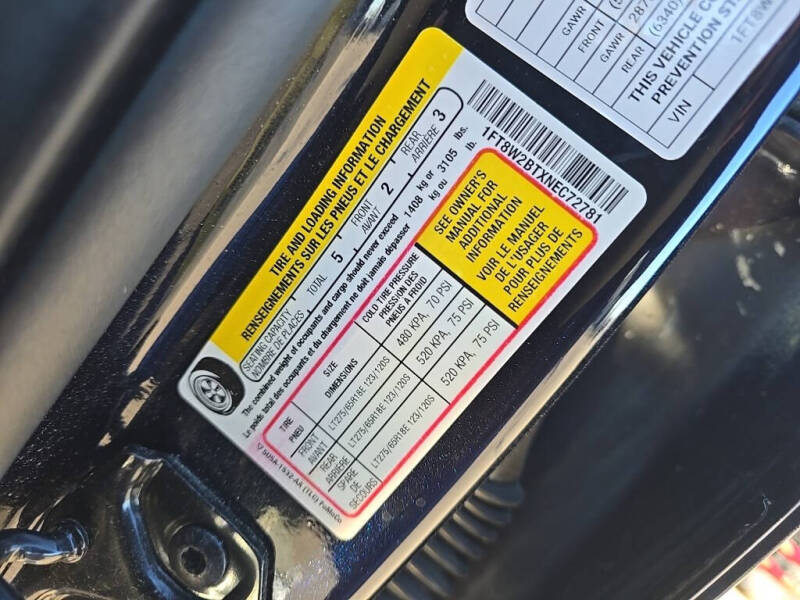 TIRE AND LOADING INFORMATION
RENSEIGNEMENTS SUR LES PNEUS ET LE CHARGEMENT
SEATING CAPACITY
NOMBRE DE PLACES
TOTAL 5
FRONT
AVANT 2
REAR
ARRIÈRE 3
The combined weight of occupants and cargo should never exceed 1408 kg or 3105 lbs.
Le poids total des occupants et du chargement ne doit jamais dépasser 1408 kg ou 3105 lb.
TIRE
PNEU
SIZE
DIMENSIONS
COLD TIRE PRESSURE
PRESSION DES
PNEUS À FROID
FRONT
AVANT
LT275/65R18E 123/120S
480 KPA, 70 PSI
REAR
ARRIÈRE
LT275/65R18E 123/120S
520 KPA, 75 PSI
SPARE
DE
SECOURS
LT275/65R18E 123/120S
520 KPA, 75 PSI
SEE OWNER'S
MANUAL FOR
ADDITIONAL
INFORMATION
VOIR LE MANUEL
DE L'USAGER
POUR PLUS DE
RENSEIGNEMENTS
1FT8W2BTXNEC72781
1532-AA (TLC) FoMoCo
GAWR
FRONT
GAWR
REAR
(6340)
THIS VEHICLE
PREVENTION
VIN
1FT8W